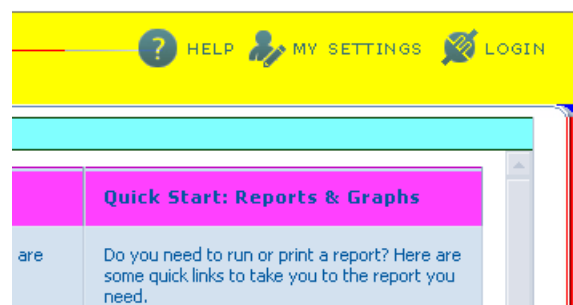 ? HELP MY SETTINGS LOGIN
Quick Start: Reports & Graphs
are
Do you need to run or print a report? Here are
some quick links to take you to the report you
need.